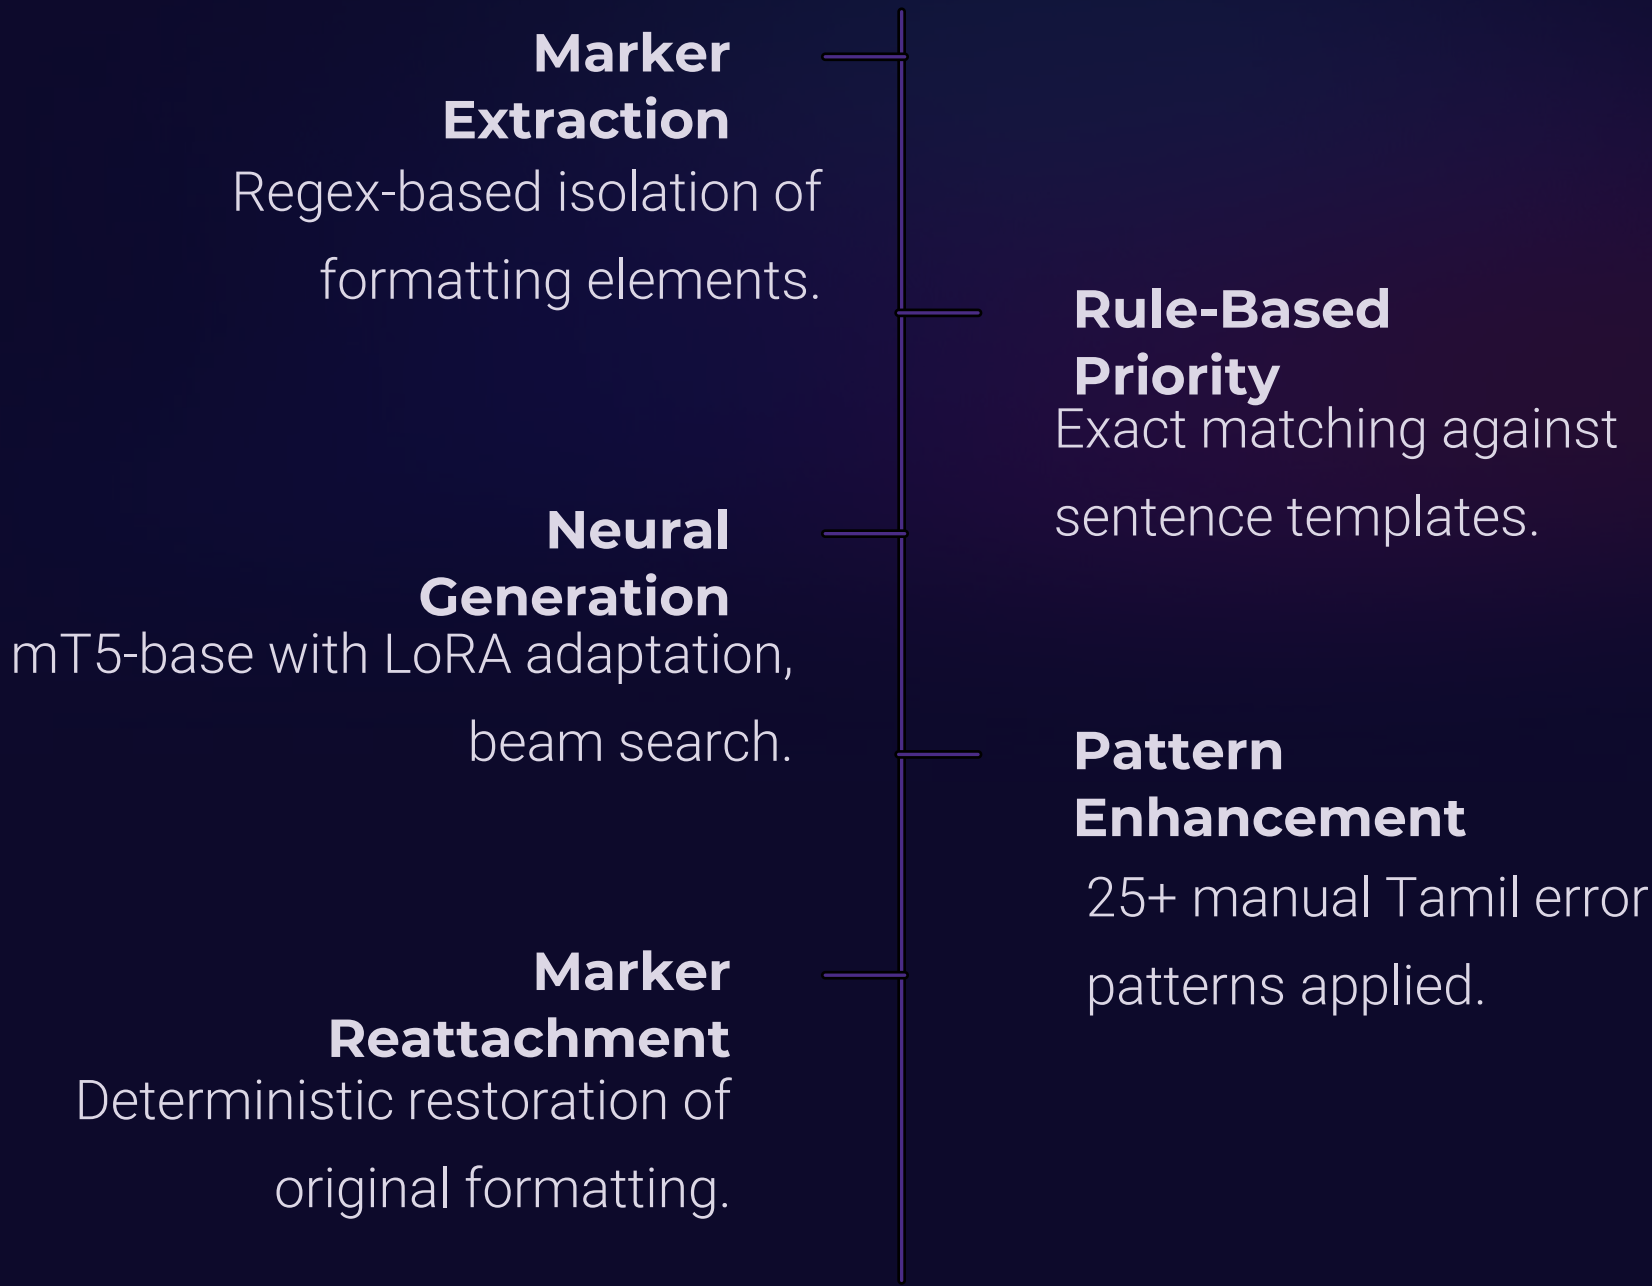 Marker
Extraction
Regex-based isolation of
formatting elements.
Rule-Based
Priority
Exact matching against
sentence templates.
Neural
Generation
mT5-base with LoRA adaptation,
beam search.
Pattern
Enhancement
25+ manual Tamil error
patterns applied.
Marker
Reattachment
Deterministic restoration of
original formatting.